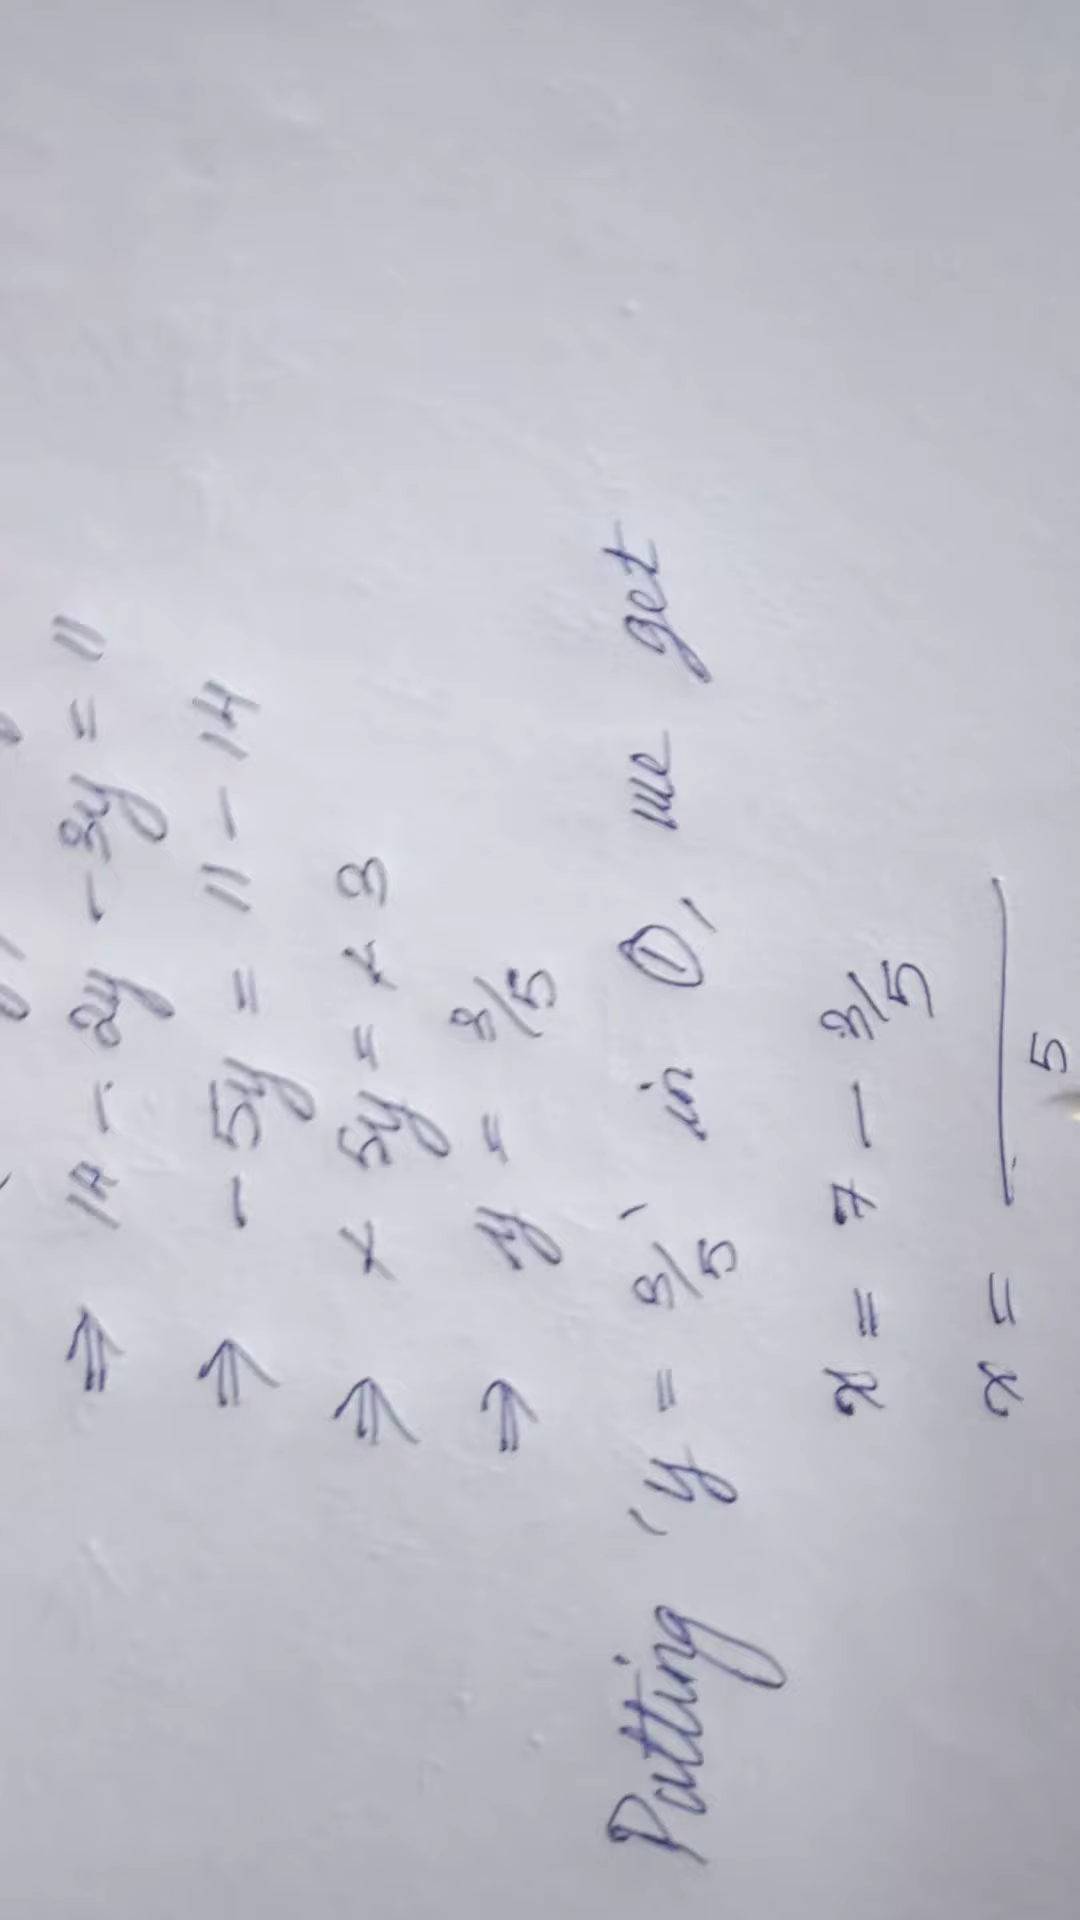 ⇒ 14 - 2y - 3y = 11
⇒ - 5y = 11 - 14
⇒ + 5y = + 3
⇒ y = 3/5
Putting 'y = 3/5' in ①, we get
x = 7 - 3/5
x = ___/5